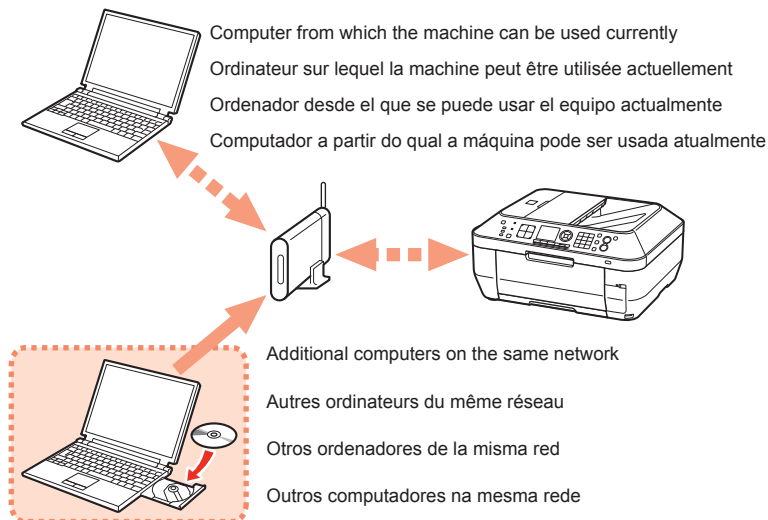 Computer from which the machine can be used currently
Ordinateur sur lequel la machine peut être utilisée actuellement
Ordenador desde el que se puede usar el equipo actualmente
Computador a partir do qual a máquina pode ser usada atualmente
Additional computers on the same network
Autres ordinateurs du même réseau
Otros ordenadores de la misma red
Outros computadores na mesma rede